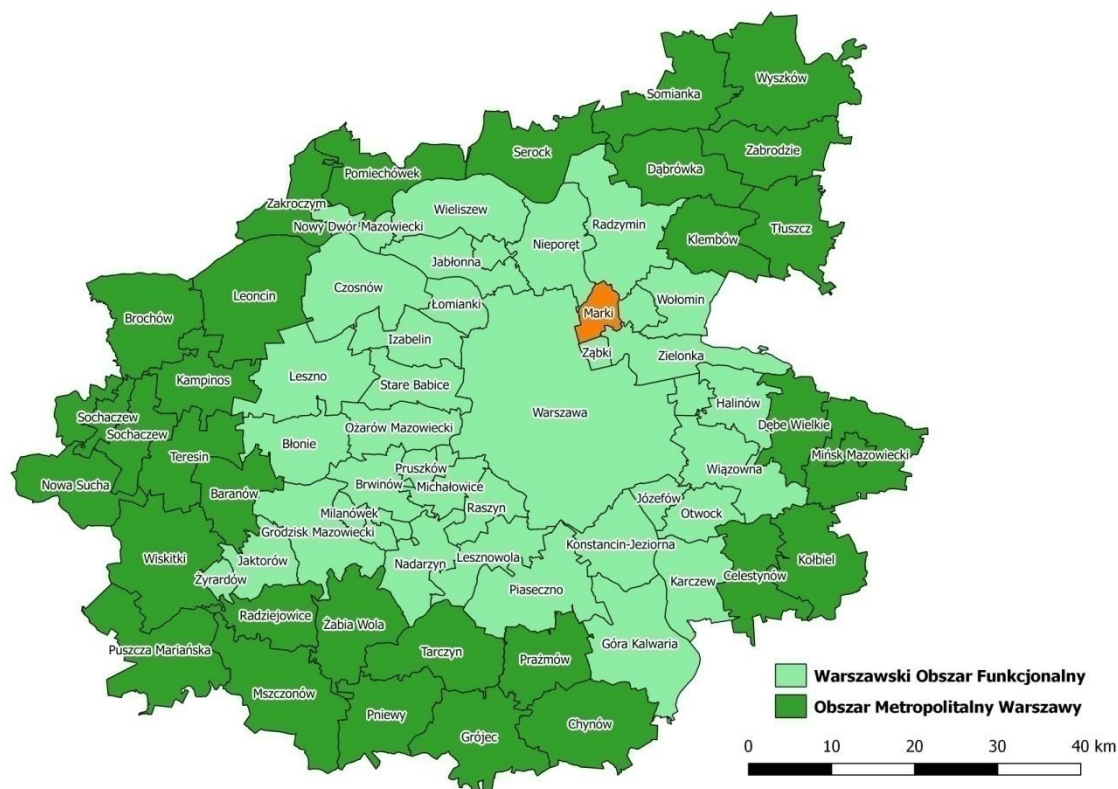 Wyszków
Somianka
Serock
Zabrodzie
Dąbrówka
Pomiechówek
Zakroczym
Wieliszew
Nowy Dwór Mazowiecki
Radzymin
Tłuszcz
Klembów
Nieporęt
Jabłonna
Leoncin
Czosnów
Łomianki
Wołomin
Brochów
Marki
Izabelin
Ząbki
Zielonka
Leszno
Kampinos
Stare Babice
Halinów
Sochaczew
Warszawa
Dębe Wielkie
Ożarów Mazowiecki
Sochaczew
Błonie
Teresin
Mińsk Mazowiecki
Pruszków
Wiązowna
Nowa Sucha
Baranów
Brwinów
Michałowice
Józefów
Raszyn
Milanówek
Otwock
Grodzisk Mazowiecki
Konstancin-Jeziorna
Wiskitki
Jaktorów
Nadarzyn
Lesznowola
Kołbiel
Żyrardów
Karczew
Celestynów
Piaseczno
Radziejowice
Żabia Wola
Góra Kalwaria
Puszcza Mariańska
Tarczyn
Prażmów
Warszawski Obszar Funkcjonalny
Mszczonów
Obszar Metropolitalny Warszawy
Pniewy
Chynów
Grójec
0 10 20 30 40 km